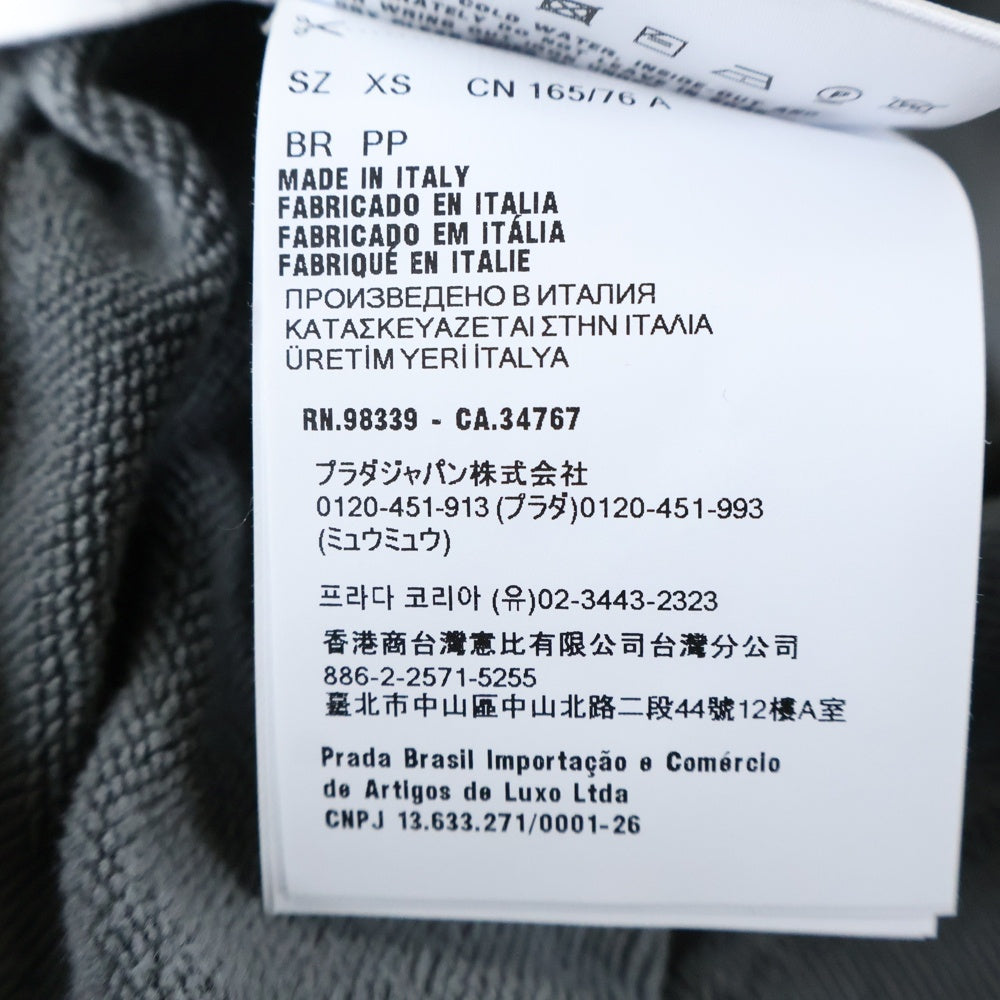 COLD WATER, INSIDE OUT AND
SZ XS CN 165/76 A
BR PP
MADE IN ITALY
FABRICADO EN ITALIA
FABRICADO EM ITÁLIA
FABRIQUÉ EN ITALIE
ПРОИЗВЕДЕНО В ИТАЛИЯ
ΚΑΤΑΣΚΕΥΑΖΕΤΑΙ ΣΤΗΝ ΙΤΑΛΙΑ
ÜRETİM YERİ İTALYA
RN.98339 - CA.34767
プラダジャパン株式会社
0120-451-913 (プラダ)0120-451-993
(ミュウミュウ)
프라다 코리아 (유)02-3443-2323
香港商台灣惠比有限公司台灣分公司
886-2-2571-5255
臺北市中山區中山北路二段44號12樓A室
Prada Brasil Importação e Comércio
de Artigos de Luxo Ltda
CNPJ 13.633.271/0001-26